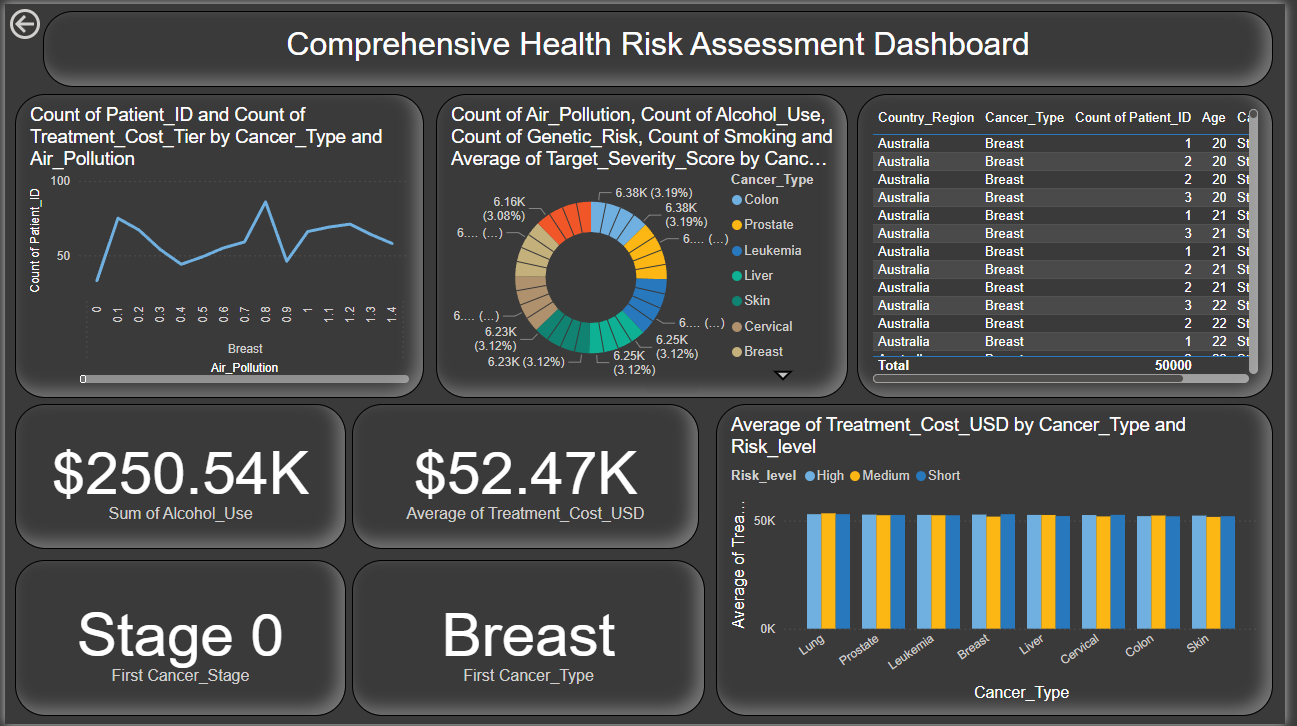 Comprehensive Health Risk Assessment Dashboard
Count of Patient_ID and Count of
Treatment_Cost_Tier by Cancer_Type and
Air_Pollution
Count of Patient_ID
100
50
0
0.1
0.2
0.3
0.4
0.5
0.6
0.7
0.8
0.9
1
1.1
1.2
1.3
1.4
Breast
Air_Pollution
Count of Air_Pollution, Count of Alcohol_Use,
Count of Genetic_Risk, Count of Smoking and
Average of Target_Severity_Score by Canc…
6.38K (3.19%)
6.38K
(3.19%)
6.… (…)
6.… (…)
6.25K
(3.12%)
6.25K
(3.12%)
6.23K (3.12%)
6.23K
(3.12%)
6.… (…)
6.… (…)
6.16K
(3.08%)
Cancer_Type
Colon
Prostate
Leukemia
Liver
Skin
Cervical
Breast
Country_Region Cancer_Type Count of Patient_ID Age Ca
Australia Breast 1 20 St
Australia Breast 2 20 St
Australia Breast 2 20 St
Australia Breast 3 20 St
Australia Breast 1 21 St
Australia Breast 3 21 St
Australia Breast 1 21 St
Australia Breast 2 21 St
Australia Breast 2 21 St
Australia Breast 3 22 St
Australia Breast 2 22 St
Australia Breast 1 22 St
Total 50000
$250.54K
Sum of Alcohol_Use
$52.47K
Average of Treatment_Cost_USD
Stage 0
First Cancer_Stage
Breast
First Cancer_Type
Average of Treatment_Cost_USD by Cancer_Type and
Risk_level
Risk_level High Medium Short
Average of Trea…
50K
0K
Lung
Prostate
Leukemia
Breast
Liver
Cervical
Colon
Skin
Cancer_Type